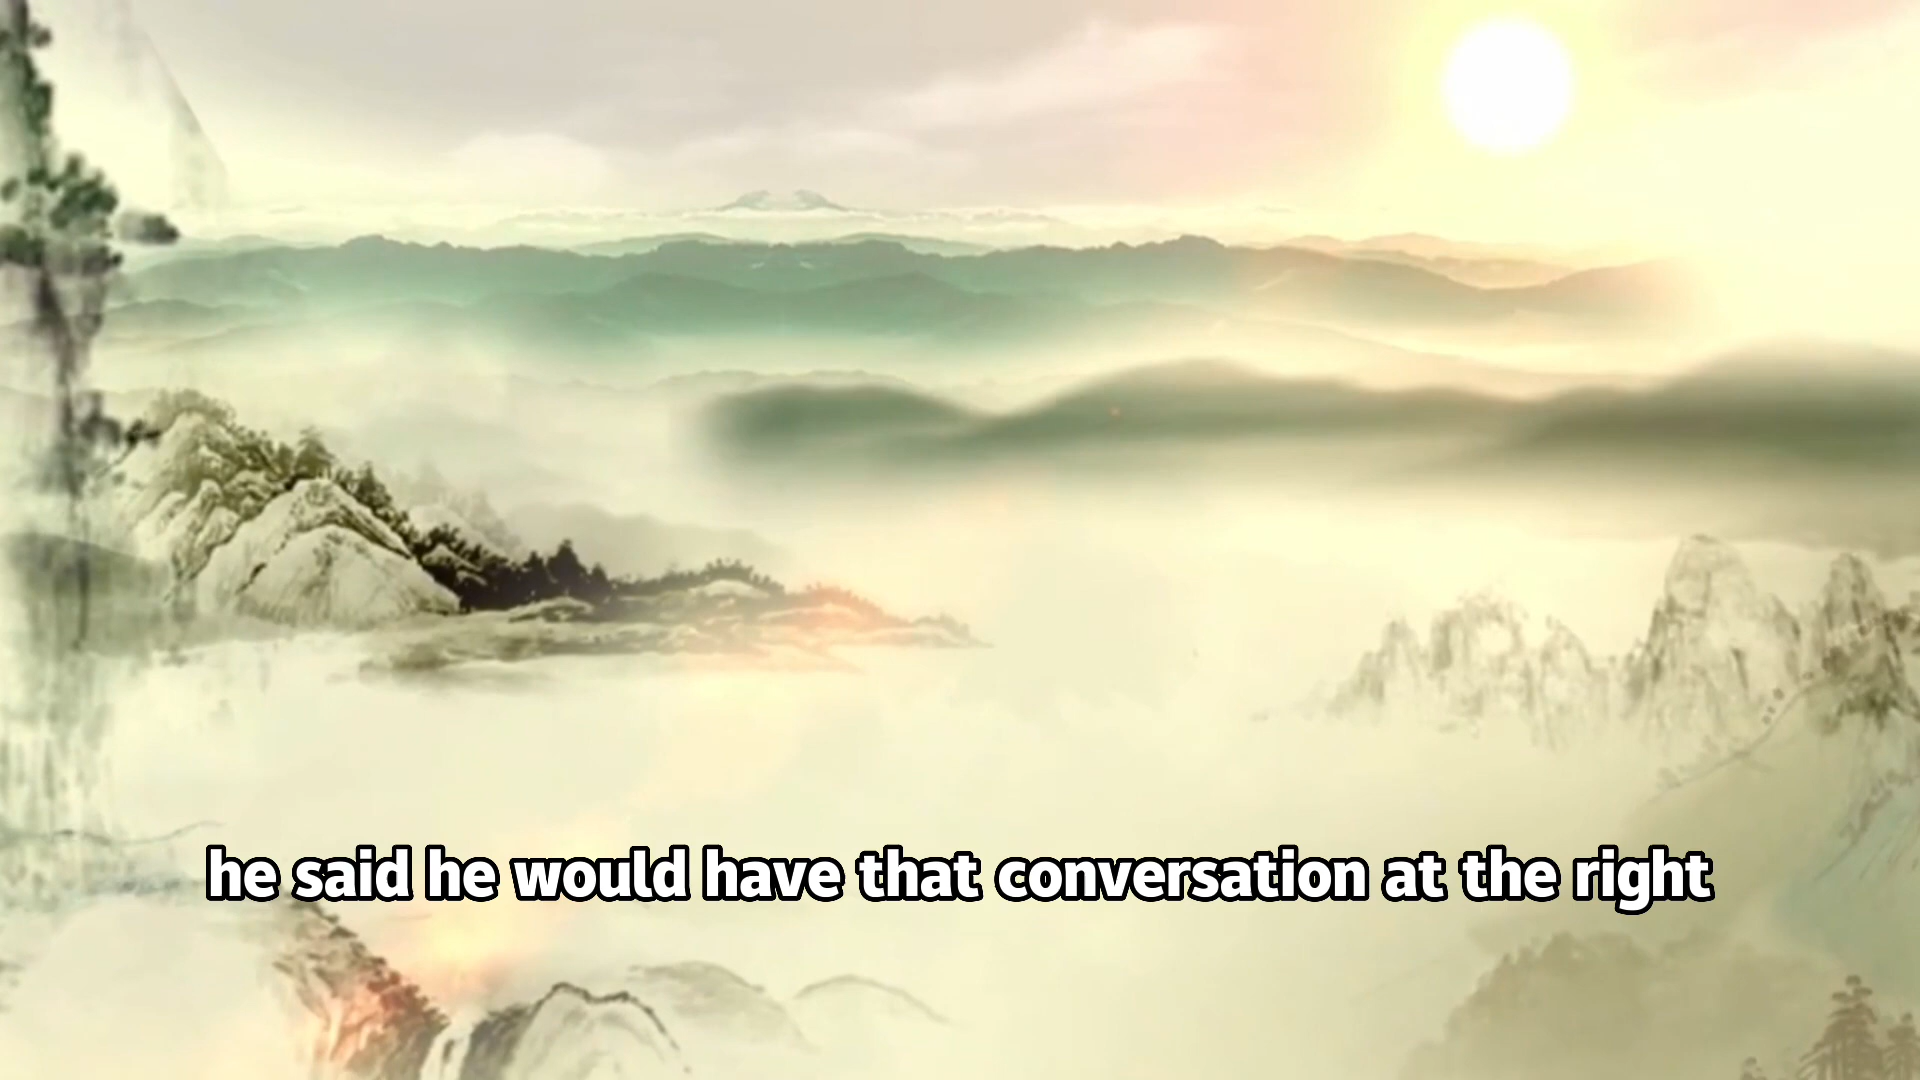 he said he would have that conversation at the right